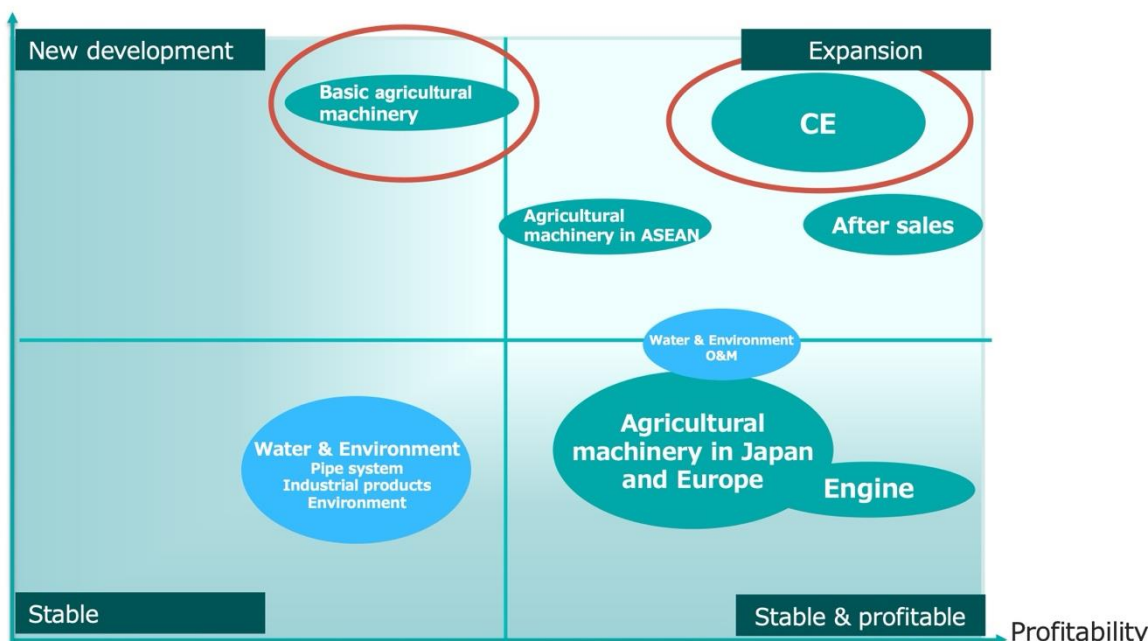 New development
Expansion
Basic agricultural
machinery
CE
Agricultural
machinery in ASEAN
After sales
Water & Environment
O&M
Agricultural
machinery in Japan
and Europe
Water & Environment
Pipe system
Industrial products
Environment
Engine
Stable
Stable & profitable
Profitability